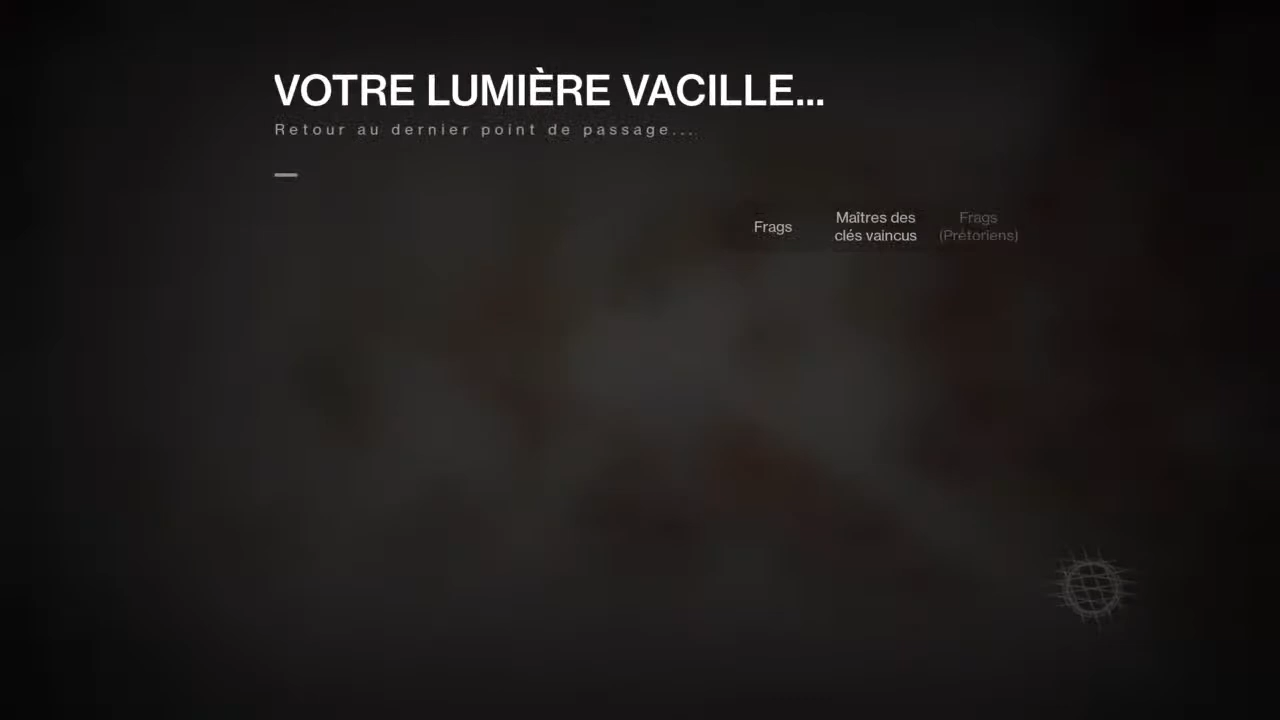 VOTRE LUMIÈRE VACILLE...
Retour au dernier point de passage...
Frags
Maîtres des
clés vaincus
Frags
(Prétoriens)